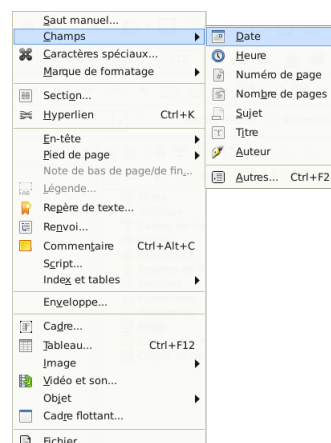 Saut manuel...
Champs
Caractères spéciaux...
Marque de formatage
Section...
Hyperlien Ctrl+K
En-tête
Pied de page
Note de bas de page/de fin...
Légende...
Repère de texte...
Renvoi...
Commentaire Ctrl+Alt+C
Script...
Index et tables
Enveloppe...
Cadre...
Tableau... Ctrl+F12
Image
Vidéo et son...
Objet
Cadre flottant...
Fichier
Date
Heure
Numéro de page
Nombre de pages
Sujet
Titre
Auteur
Autres... Ctrl+F2